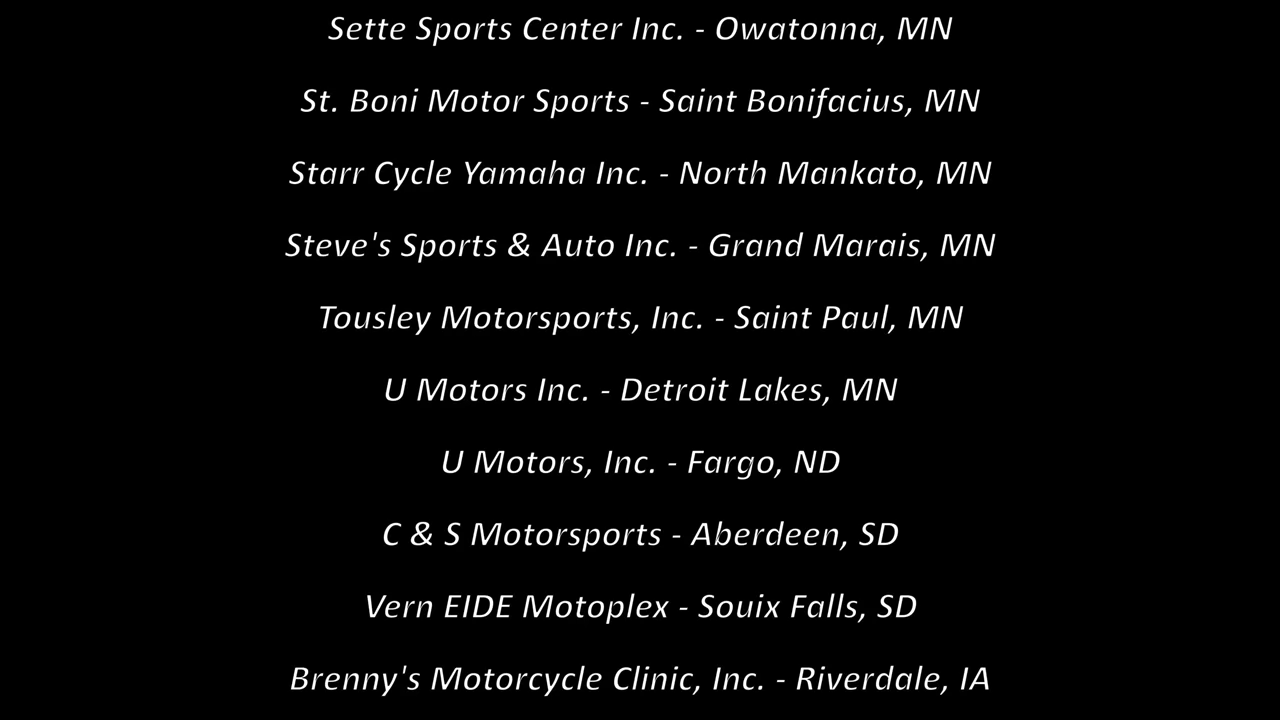 Sette Sports Center Inc. - Owatonna, MN
St. Boni Motor Sports - Saint Bonifacius, MN
Starr Cycle Yamaha Inc. - North Mankato, MN
Steve's Sports & Auto Inc. - Grand Marais, MN
Tousley Motorsports, Inc. - Saint Paul, MN
U Motors Inc. - Detroit Lakes, MN
U Motors, Inc. - Fargo, ND
C & S Motorsports - Aberdeen, SD
Vern EIDE Motoplex - Souix Falls, SD
Brenny's Motorcycle Clinic, Inc. - Riverdale, IA